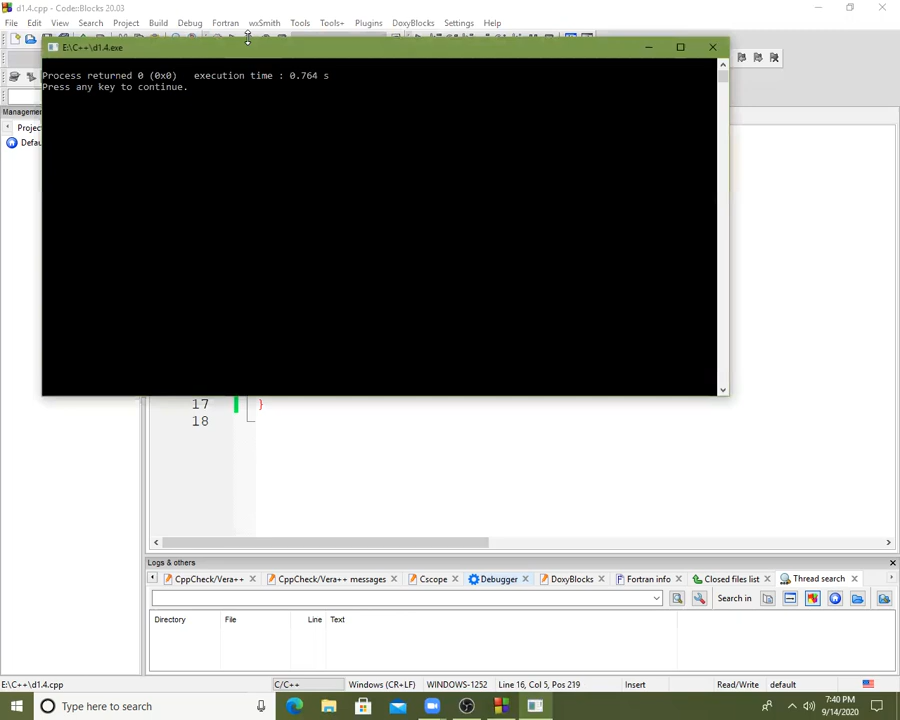 d1.4.cpp - Code::Blocks 20.03
File Edit View Search Project Build Debug Fortran wxSmith Tools Tools+ Plugins DoxyBlocks Settings Help
E:\C++\d1.4.exe
Process returned 0 (0x0)   execution time : 0.764 s
Press any key to continue.
Managemen
Projec
Defau
17 }
18
Logs & others
CppCheck/Vera++ CppCheck/Vera++ messages Cscope Debugger DoxyBlocks Fortran info Closed files list Thread search
Search in
Directory File Line Text
E:\C++\d1.4.cpp C/C++ Windows (CR+LF) WINDOWS-1252 Line 16, Col 5, Pos 219 Insert Read/Write default
Type here to search
7:40 PM
9/14/2020